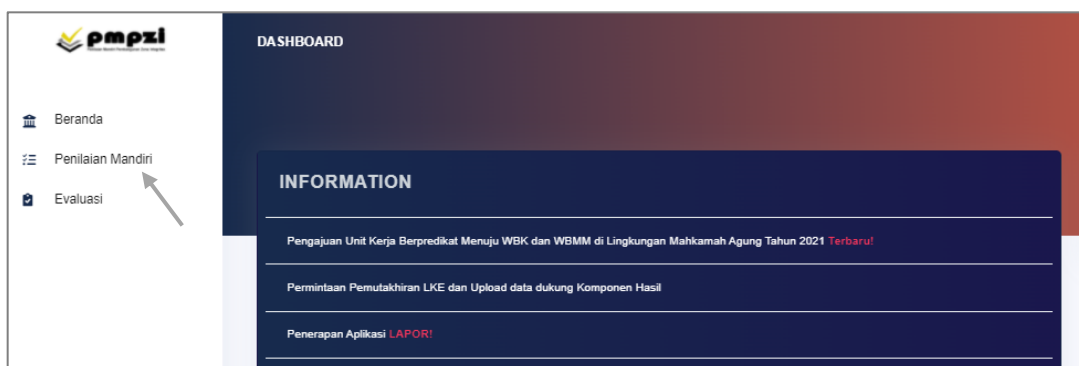 pmpzi
DASHBOARD
Beranda
Penilaian Mandiri
Evaluasi
INFORMATION
Pengajuan Unit Kerja Berpredikat Menuju WBK dan WBMM di Lingkungan Mahkamah Agung Tahun 2021 Terbaru!
Permintaan Pemutakhiran LKE dan Upload data dukung Komponen Hasil
Penerapan Aplikasi LAPOR!